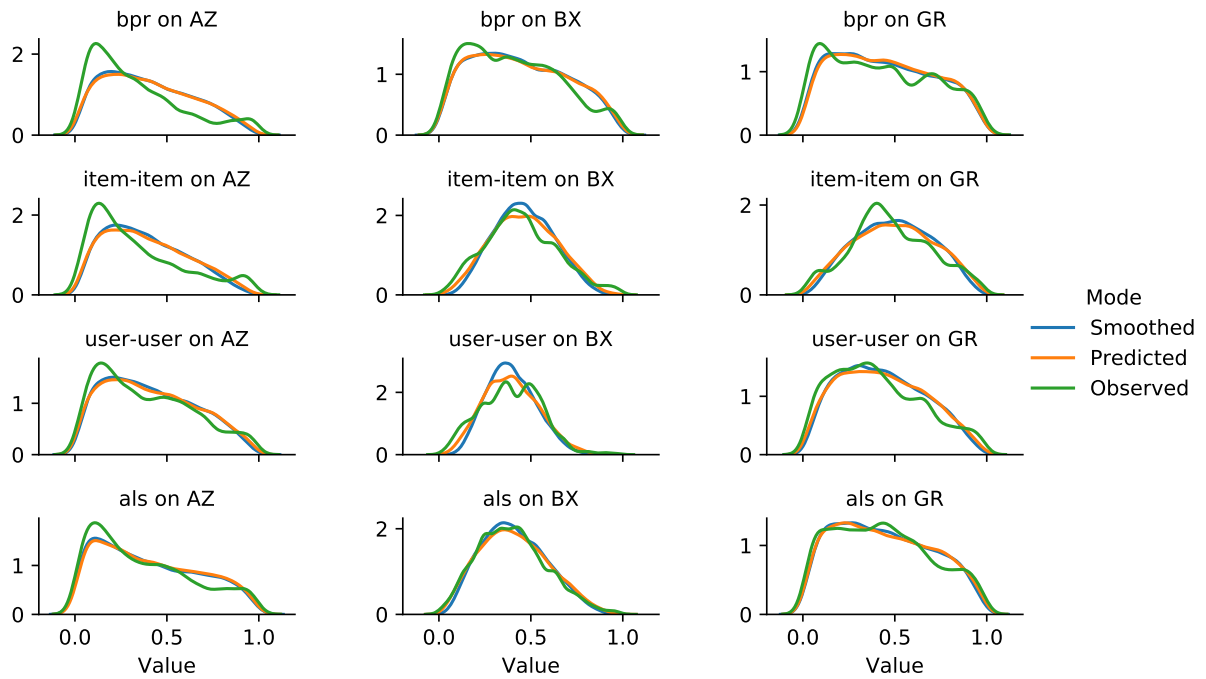 bpr on AZ
bpr on BX
bpr on GR
2
0
1
0
1
0
item-item on AZ
item-item on BX
item-item on GR
2
0
2
0
2
0
user-user on AZ
user-user on BX
user-user on GR
1
0
2
0
1
0
als on AZ
als on BX
als on GR
1
0
2
0
1
0
0.0 0.5 1.0
0.0 0.5 1.0
0.0 0.5 1.0
Value
Value
Value
Mode
Smoothed
Predicted
Observed